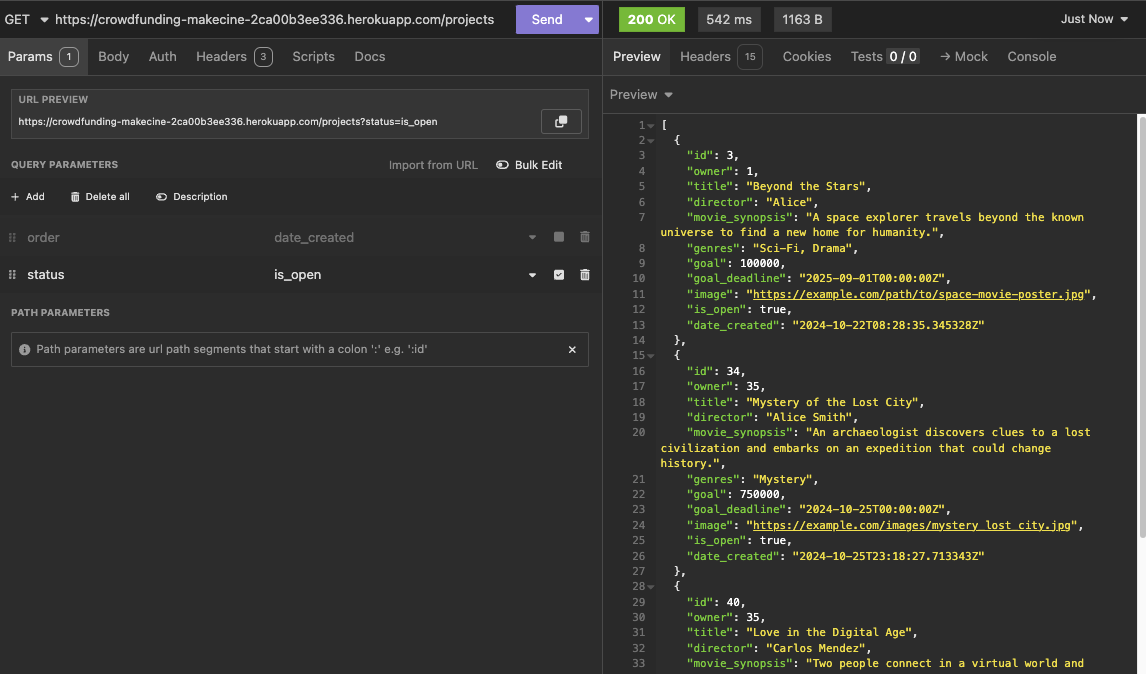 GET https://crowdfunding-makecine-2ca00b3ee336.herokuapp.com/projects Send
Params 1 Body Auth Headers 3 Scripts Docs
URL PREVIEW
https://crowdfunding-makecine-2ca00b3ee336.herokuapp.com/projects?status=is_open
QUERY PARAMETERS Import from URL Bulk Edit
+ Add Delete all Description
order date_created
status is_open
PATH PARAMETERS
Path parameters are url path segments that start with a colon ':' e.g. ':id'
200 OK 542 ms 1163 B Just Now
Preview Headers 15 Cookies Tests 0 / 0 → Mock Console
Preview
1 [
2 {
3 "id": 3,
4 "owner": 1,
5 "title": "Beyond the Stars",
6 "director": "Alice",
7 "movie_synopsis": "A space explorer travels beyond the known
universe to find a new home for humanity.",
8 "genres": "Sci-Fi, Drama",
9 "goal": 100000,
10 "goal_deadline": "2025-09-01T00:00:00Z",
11 "image": "https://example.com/path/to/space-movie-poster.jpg",
12 "is_open": true,
13 "date_created": "2024-10-22T08:28:35.345328Z"
14 },
15 {
16 "id": 34,
17 "owner": 35,
18 "title": "Mystery of the Lost City",
19 "director": "Alice Smith",
20 "movie_synopsis": "An archaeologist discovers clues to a lost
civilization and embarks on an expedition that could change
history.",
21 "genres": "Mystery",
22 "goal": 750000,
23 "goal_deadline": "2024-10-25T00:00:00Z",
24 "image": "https://example.com/images/mystery_lost_city.jpg",
25 "is_open": true,
26 "date_created": "2024-10-25T23:18:27.713343Z"
27 },
28 {
29 "id": 40,
30 "owner": 35,
31 "title": "Love in the Digital Age",
32 "director": "Carlos Mendez",
33 "movie_synopsis": "Two people connect in a virtual world and